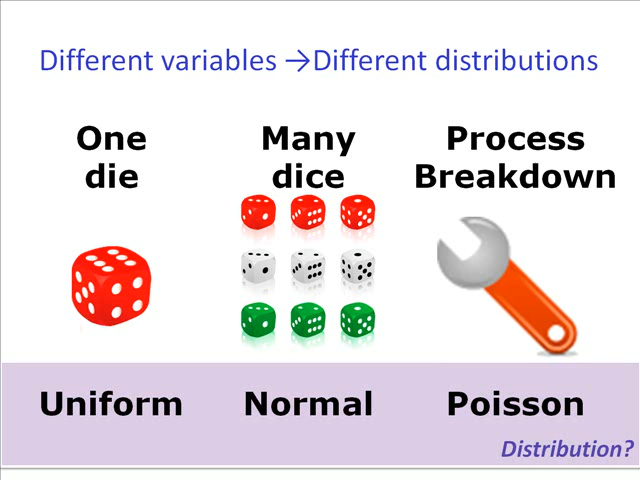 Different variables →Different distributions
One die
Many dice
Process Breakdown
Uniform
Normal
Poisson
Distribution?